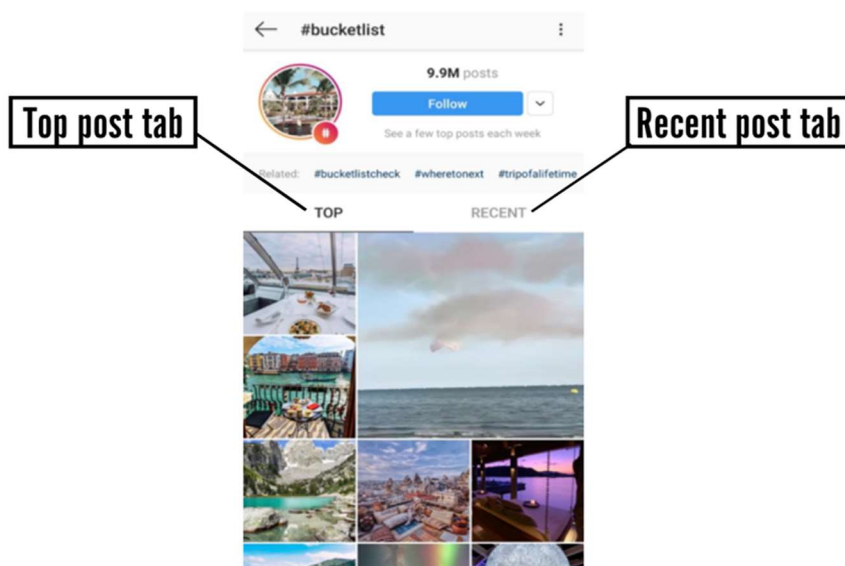 #bucketlist
9.9M posts
Follow
#
See a few top posts each week
Top post tab
Recent post tab
Related: #bucketlistcheck #wheretonext #tripofalifetime
TOP RECENT